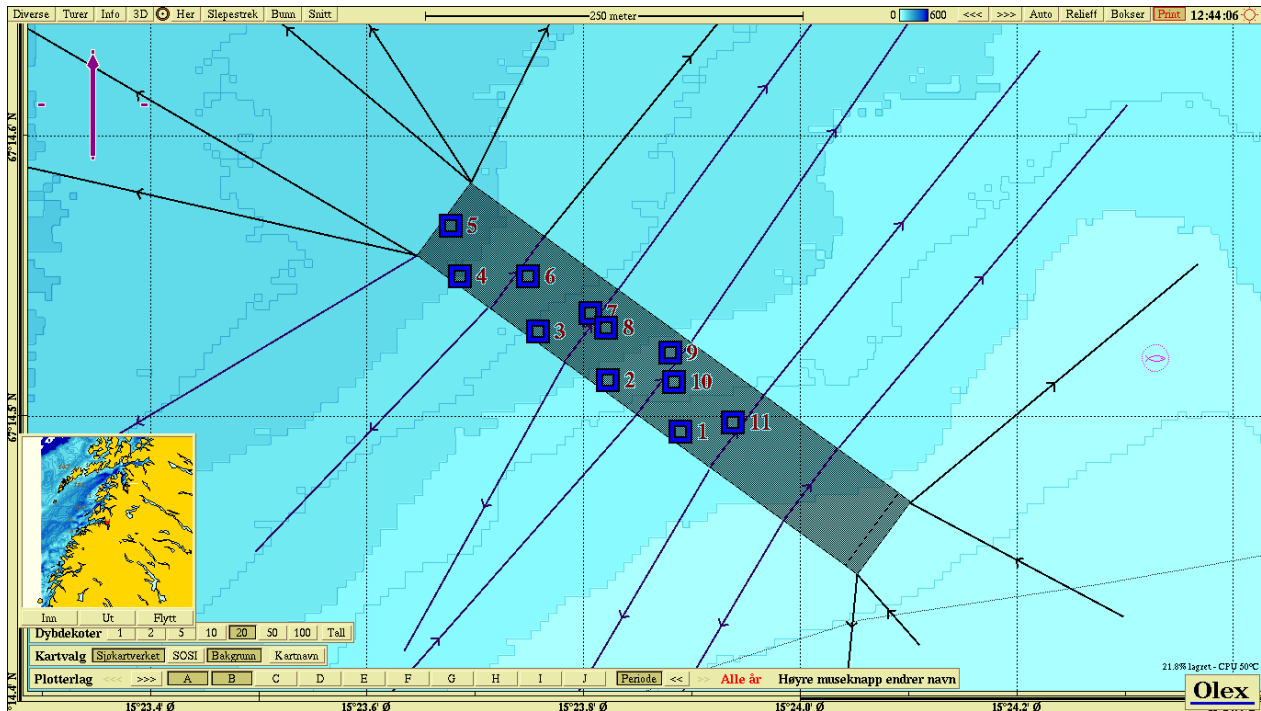 Diverse Turer Info 3D Her Slepestrek Bunn Snitt 250 meter 0 600 <<< >>> Auto Relieff Bokser Print 12:44:06
67°14.6' N
5
4 6
7
3 8
9
2 10
11
1
67°14.5' N
Inn Ut Flytt
Dybdekoter 1 2 5 10 20 50 100 Tall
Kartvalg Sjøkartverket SOSI Bakgrunn Kartnavn
21.8% lagret - CPU 50°C
Plotterlag <<< >>> A B C D E F G H I J Periode << >> Alle år Høyre museknapp endrer navn
Olex
15°23.4 Ø 15°23.6 Ø 15°23.8 Ø 15°24.0 Ø 15°24.2 Ø